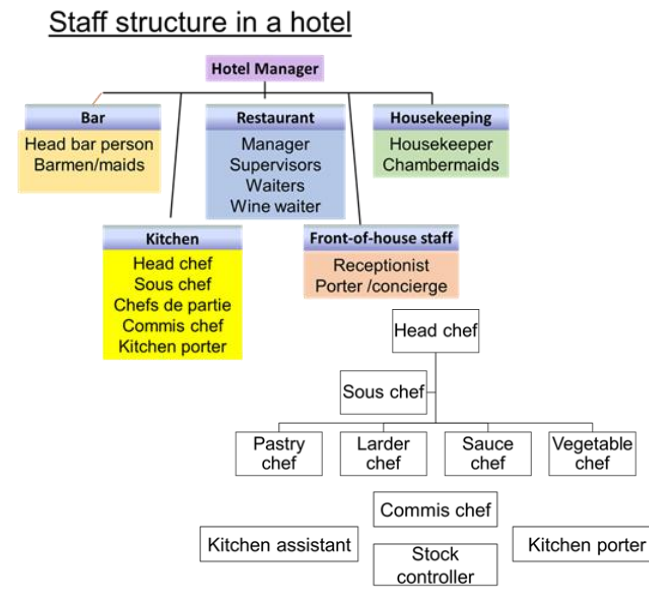 Staff structure in a hotel
Hotel Manager
Bar
Head bar person
Barmen/maids
Restaurant
Manager
Supervisors
Waiters
Wine waiter
Housekeeping
Housekeeper
Chambermaids
Kitchen
Head chef
Sous chef
Chefs de partie
Commis chef
Kitchen porter
Front-of-house staff
Receptionist
Porter /concierge
Head chef
Sous chef
Pastry
chef
Larder
chef
Sauce
chef
Vegetable
chef
Commis chef
Kitchen assistant
Stock
controller
Kitchen porter